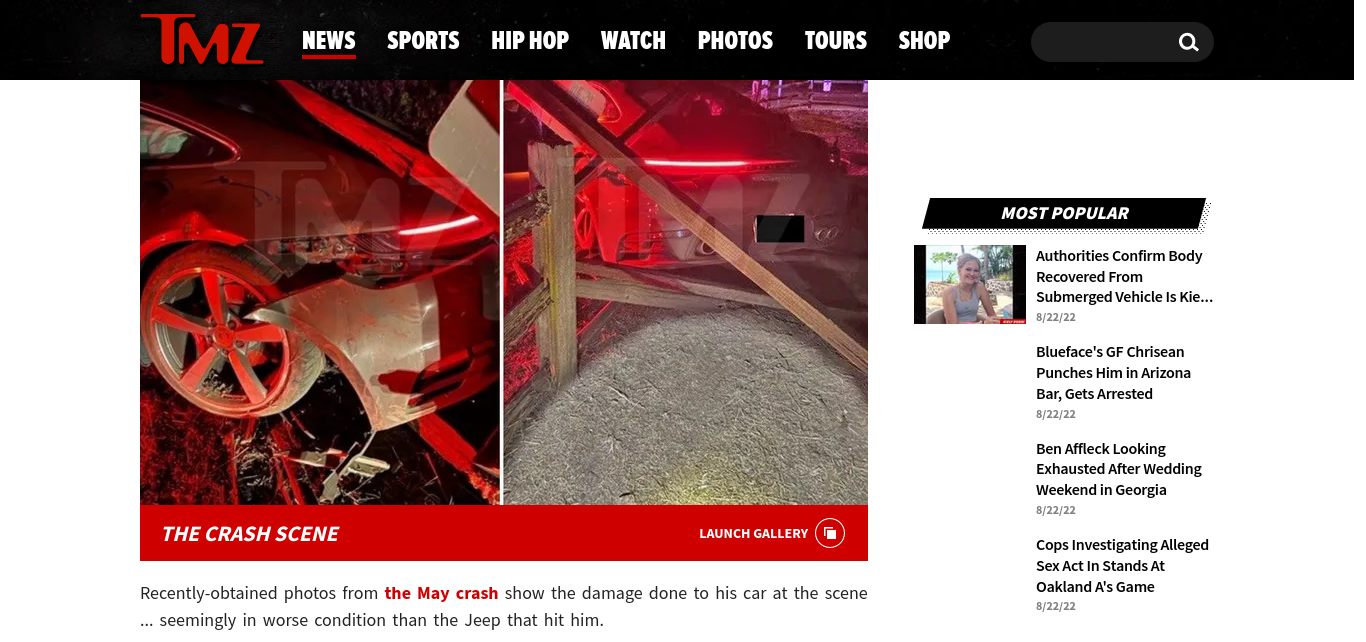 TMZ
NEWS SPORTS HIP HOP WATCH PHOTOS TOURS SHOP
TMZ TMZ
THE CRASH SCENE
LAUNCH GALLERY
Recently-obtained photos from the May crash show the damage done to his car at the scene
... seemingly in worse condition than the Jeep that hit him.
MOST POPULAR
Authorities Confirm Body
Recovered From
Submerged Vehicle Is Kie...
8/22/22
Blueface's GF Chrisean
Punches Him in Arizona
Bar, Gets Arrested
8/22/22
Ben Affleck Looking
Exhausted After Wedding
Weekend in Georgia
8/22/22
Cops Investigating Alleged
Sex Act In Stands At
Oakland A's Game
8/22/22